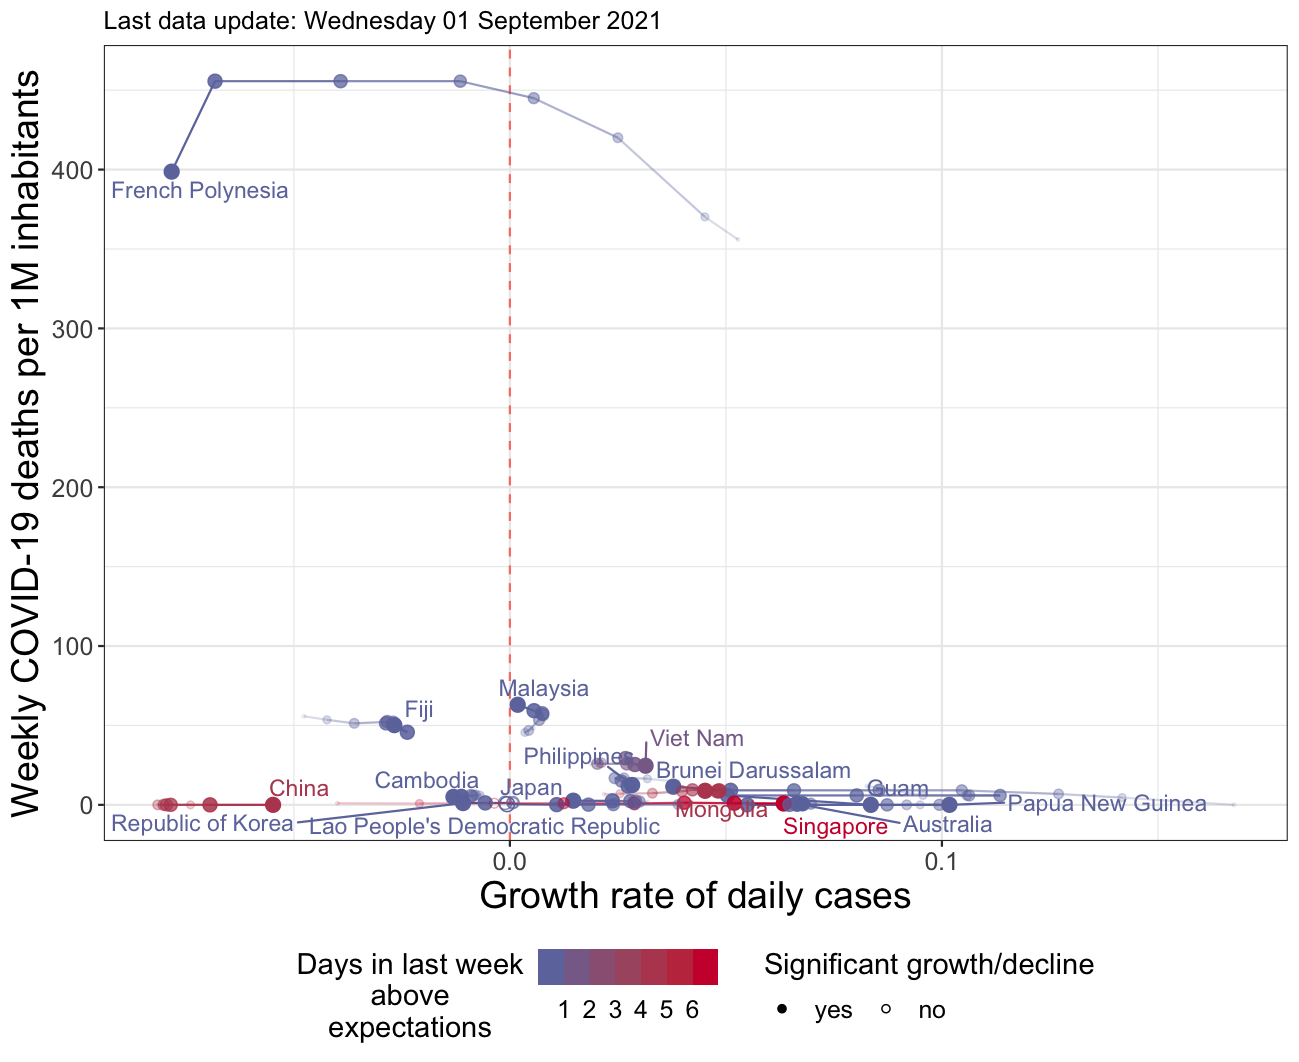 Last data update: Wednesday 01 September 2021
Weekly COVID-19 deaths per 1M inhabitants
400
300
200
100
0
French Polynesia
Malaysia
Fiji
Viet Nam
Philippines
Brunei Darussalam
Cambodia
China
Japan
Guam
Papua New Guinea
Mongolia
Republic of Korea
Lao People's Democratic Republic
Singapore
Australia
0.0
0.1
Growth rate of daily cases
Days in last week
above
expectations
1 2 3 4 5 6
Significant growth/decline
yes
no